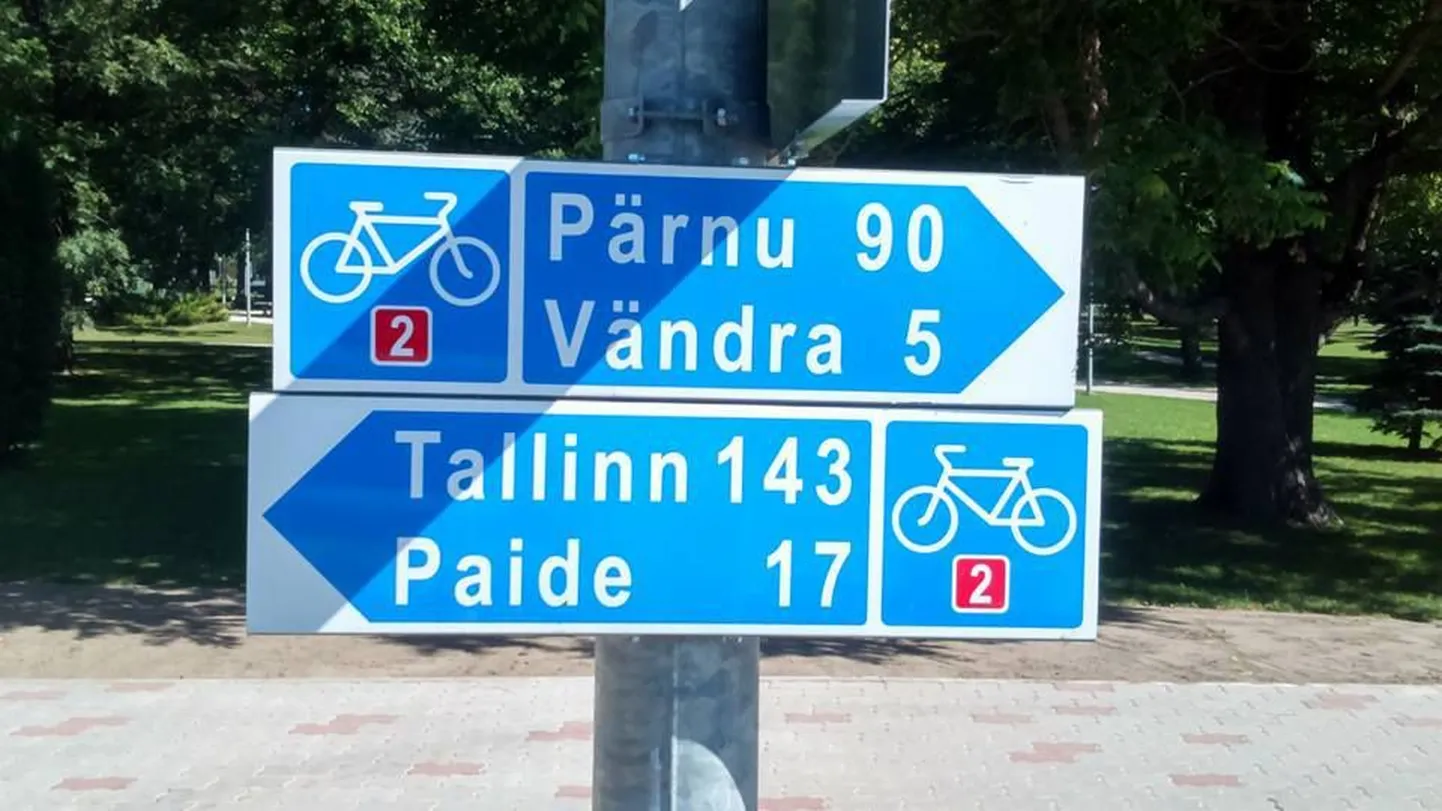 Pärnu 90
Vändra 5
2
Tallinn 143
Paide 17
2